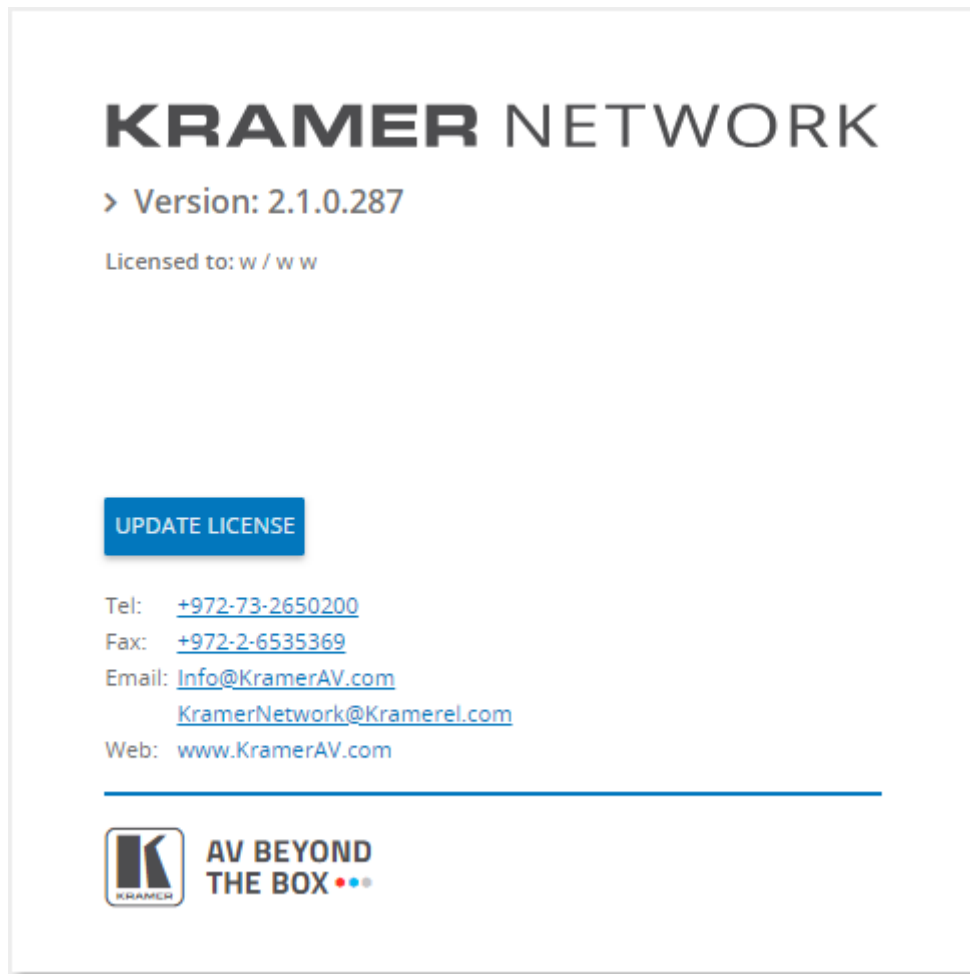 KRAMER NETWORK
Version: 2.1.0.287
Licensed to: w / w w
UPDATE LICENSE
Tel: +972-73-2650200
Fax: +972-2-6535369
Email: Info@KramerAV.com
KramerNetwork@Kramerel.com
Web: www.KramerAV.com
K
KRAMER
AV BEYOND
THE BOX